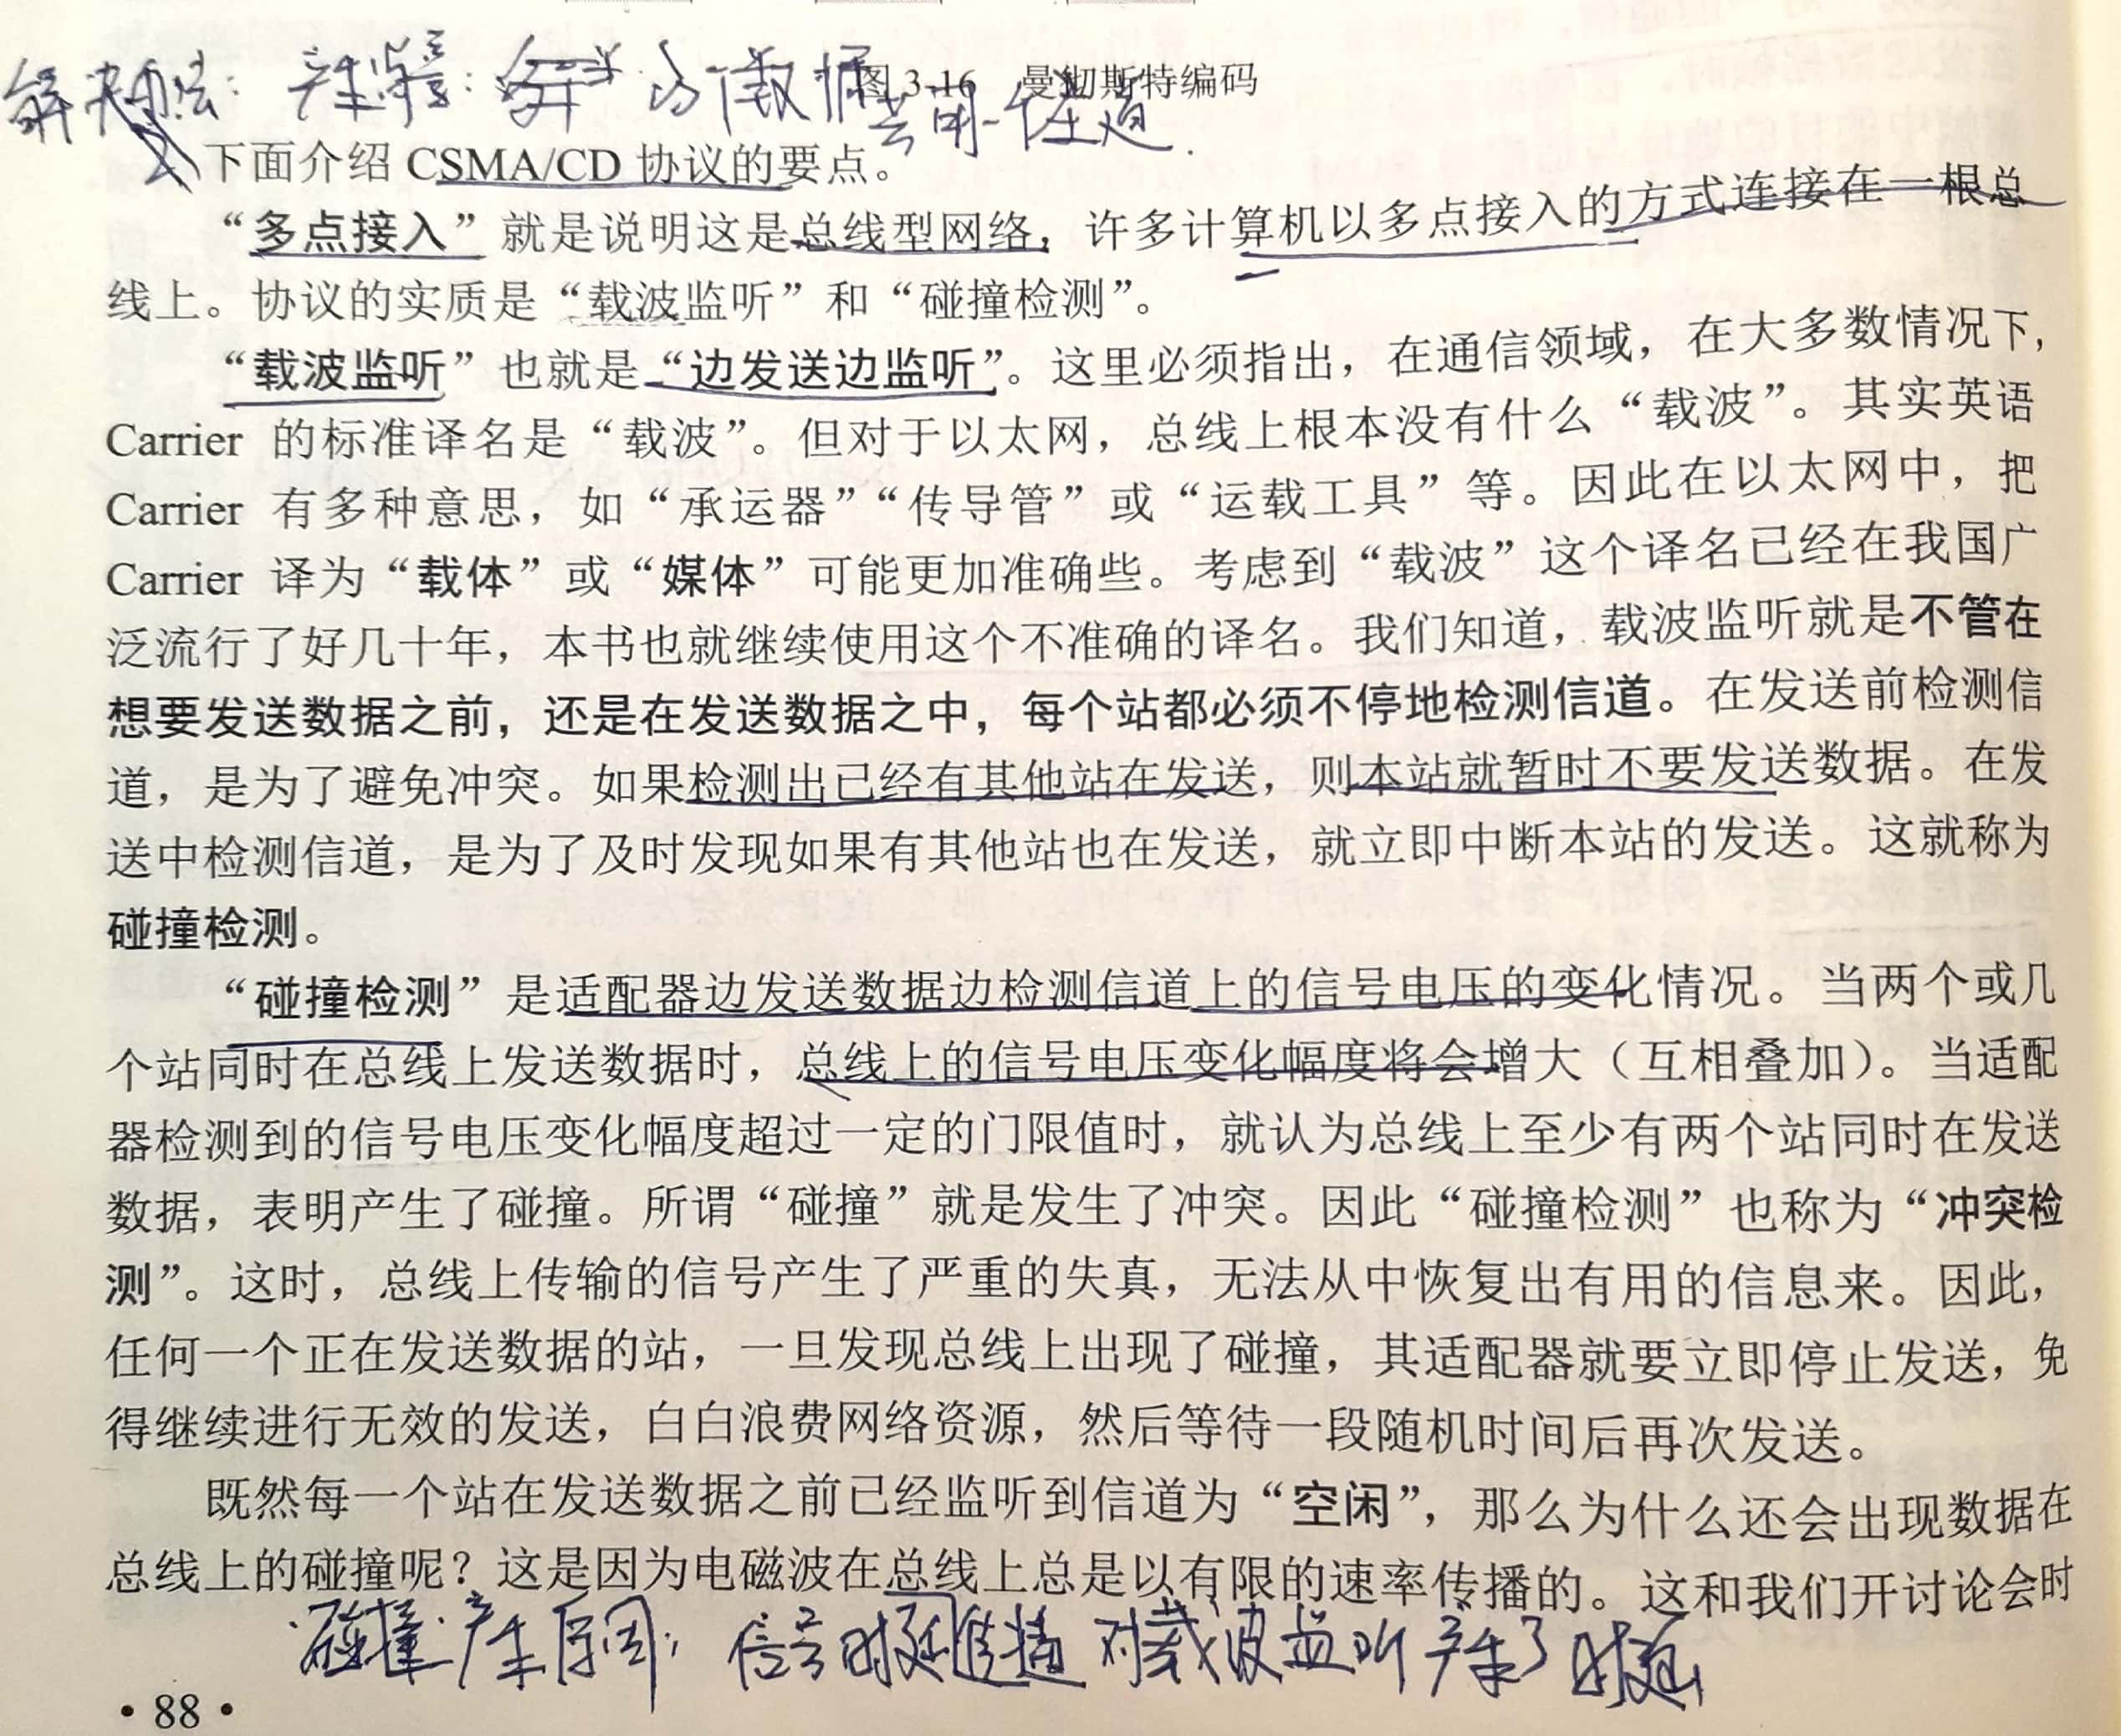 图 3-16 曼彻斯特编码
解决办法：
共用一信道.
下面介绍 CSMA/CD 协议的要点。
“多点接入”就是说明这是总线型网络，许多计算机以多点接入的方式连接在一根总
线上。协议的实质是“载波监听”和“碰撞检测”。
“载波监听”也就是“边发送边监听”。这里必须指出，在通信领域，在大多数情况下，
Carrier 的标准译名是“载波”。但对于以太网，总线上根本没有什么“载波”。其实英语
Carrier 有多种意思，如“承运器”“传导管”或“运载工具”等。因此在以太网中，把
Carrier 译为“载体”或“媒体”可能更加准确些。考虑到“载波”这个译名已经在我国广
泛流行了好几十年，本书也就继续使用这个不准确的译名。我们知道，载波监听就是不管在
想要发送数据之前，还是在发送数据之中，每个站都必须不停地检测信道。在发送前检测信
道，是为了避免冲突。如果检测出已经有其他站在发送，则本站就暂时不要发送数据。在发
送中检测信道，是为了及时发现如果有其他站也在发送，就立即中断本站的发送。这就称为
碰撞检测。
“碰撞检测”是适配器边发送数据边检测信道上的信号电压的变化情况。当两个或几
个站同时在总线上发送数据时，总线上的信号电压变化幅度将会增大（互相叠加）。当适配
器检测到的信号电压变化幅度超过一定的门限值时，就认为总线上至少有两个站同时在发送
数据，表明产生了碰撞。所谓“碰撞”就是发生了冲突。因此“碰撞检测”也称为“冲突检
测”。这时，总线上传输的信号产生了严重的失真，无法从中恢复出有用的信息来。因此，
任何一个正在发送数据的站，一旦发现总线上出现了碰撞，其适配器就要立即停止发送，免
得继续进行无效的发送，白白浪费网络资源，然后等待一段随机时间后再次发送。
既然每一个站在发送数据之前已经监听到信道为“空闲”，那么为什么还会出现数据在
总线上的碰撞呢？这是因为电磁波在总线上总是以有限的速率传播的。这和我们开讨论会时
碰撞产生原因：信号时延传播 对载波监听产生了时延
·88·